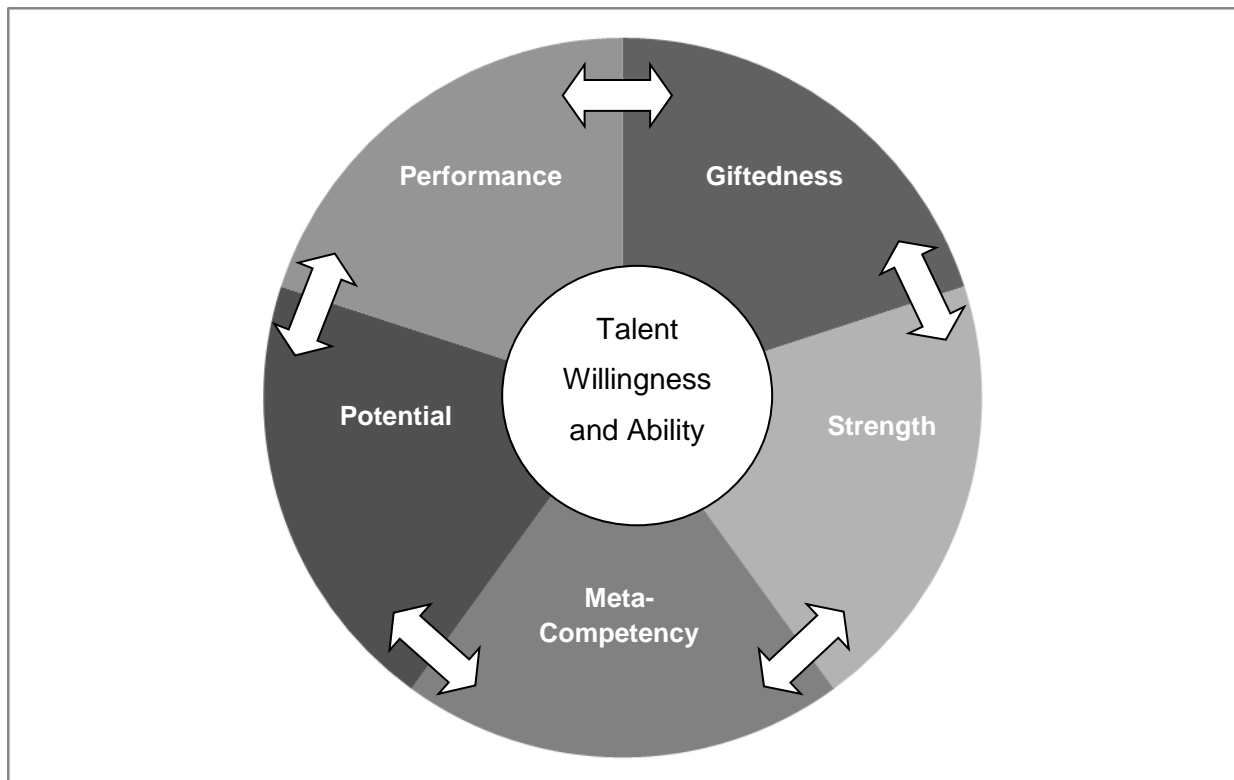 Performance
Giftedness
Talent
Willingness
and Ability
Potential
Strength
Meta-
Competency